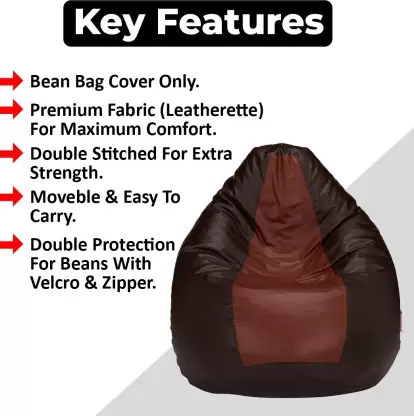 Key Features
Bean Bag Cover Only.
Premium Fabric (Leatherette)
For Maximum Comfort.
Double Stitched For Extra
Strength.
Moveble & Easy To
Carry.
Double Protection
For Beans With
Velcro & Zipper.